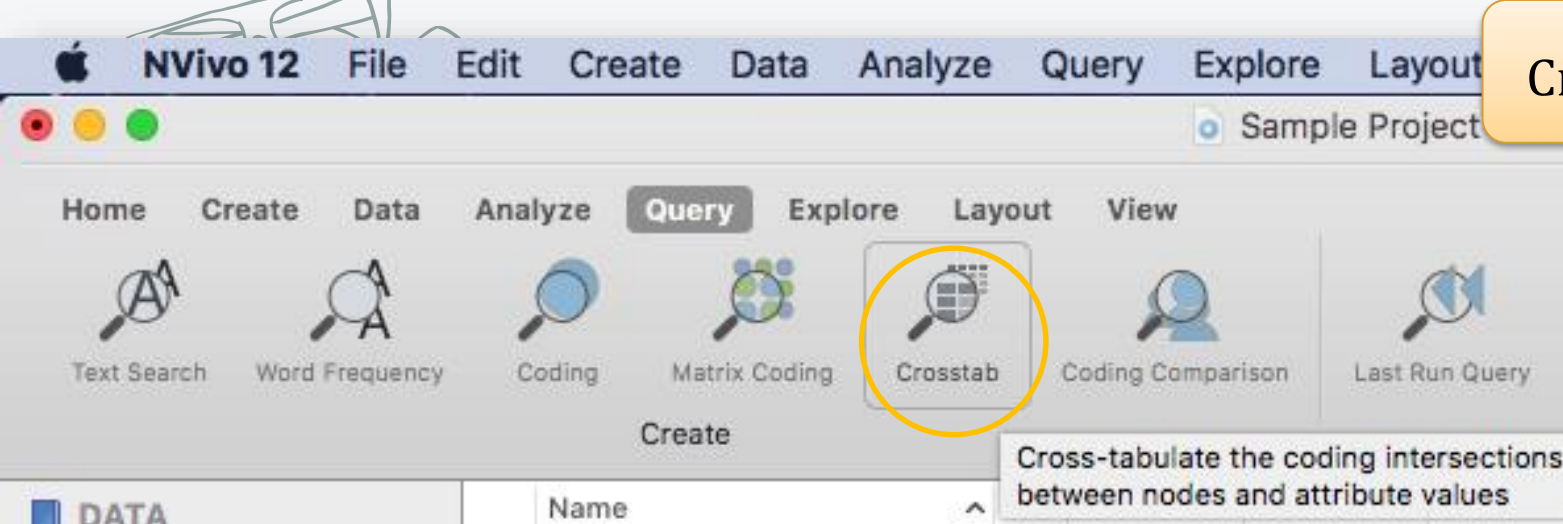 NVivo 12 File Edit Create Data Analyze Query Explore Layout
Sample Project
Home Create Data Analyze Query Explore Layout View
Text Search Word Frequency Coding Matrix Coding Crosstab Coding Comparison Last Run Query
Create
Cross-tabulate the coding intersections
between nodes and attribute values
DATA
Name